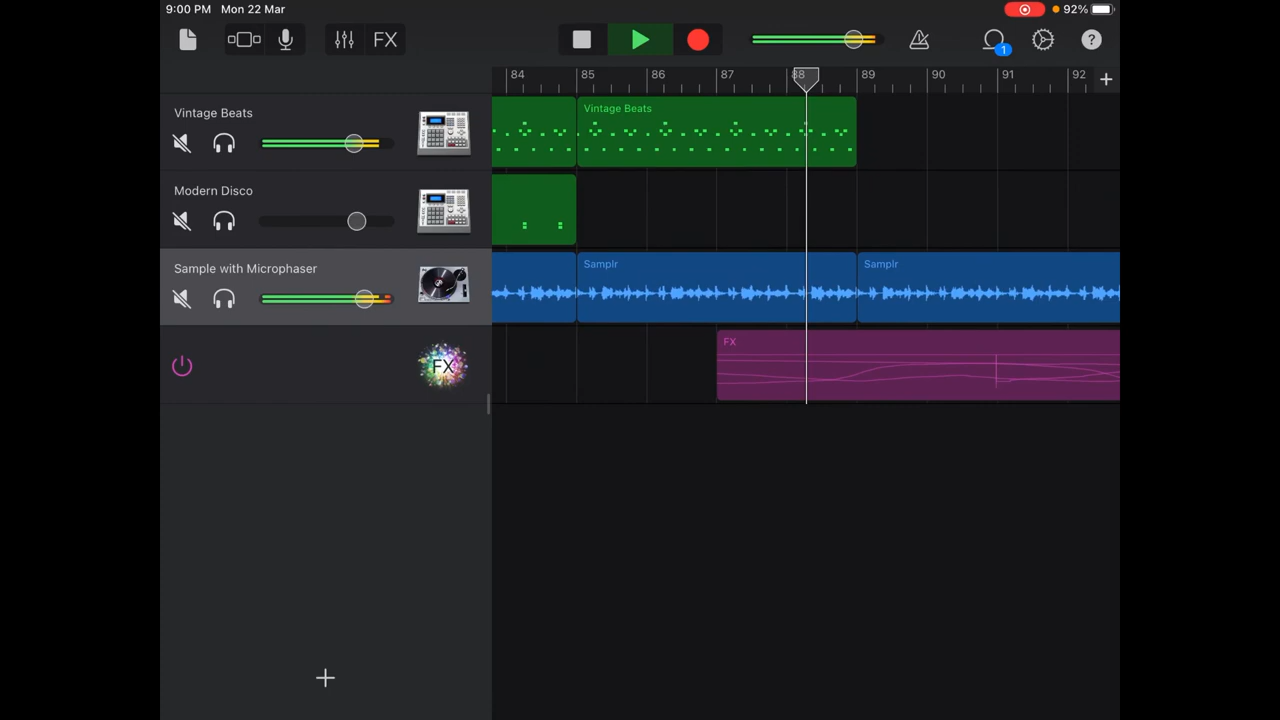 9:00 PM Mon 22 Mar
92%
FX
1
?
84 85 86 87 88 89 90 91 92
Vintage Beats
Vintage Beats
Modern Disco
Sample with Microphaser
Samplr
Samplr
FX
FX